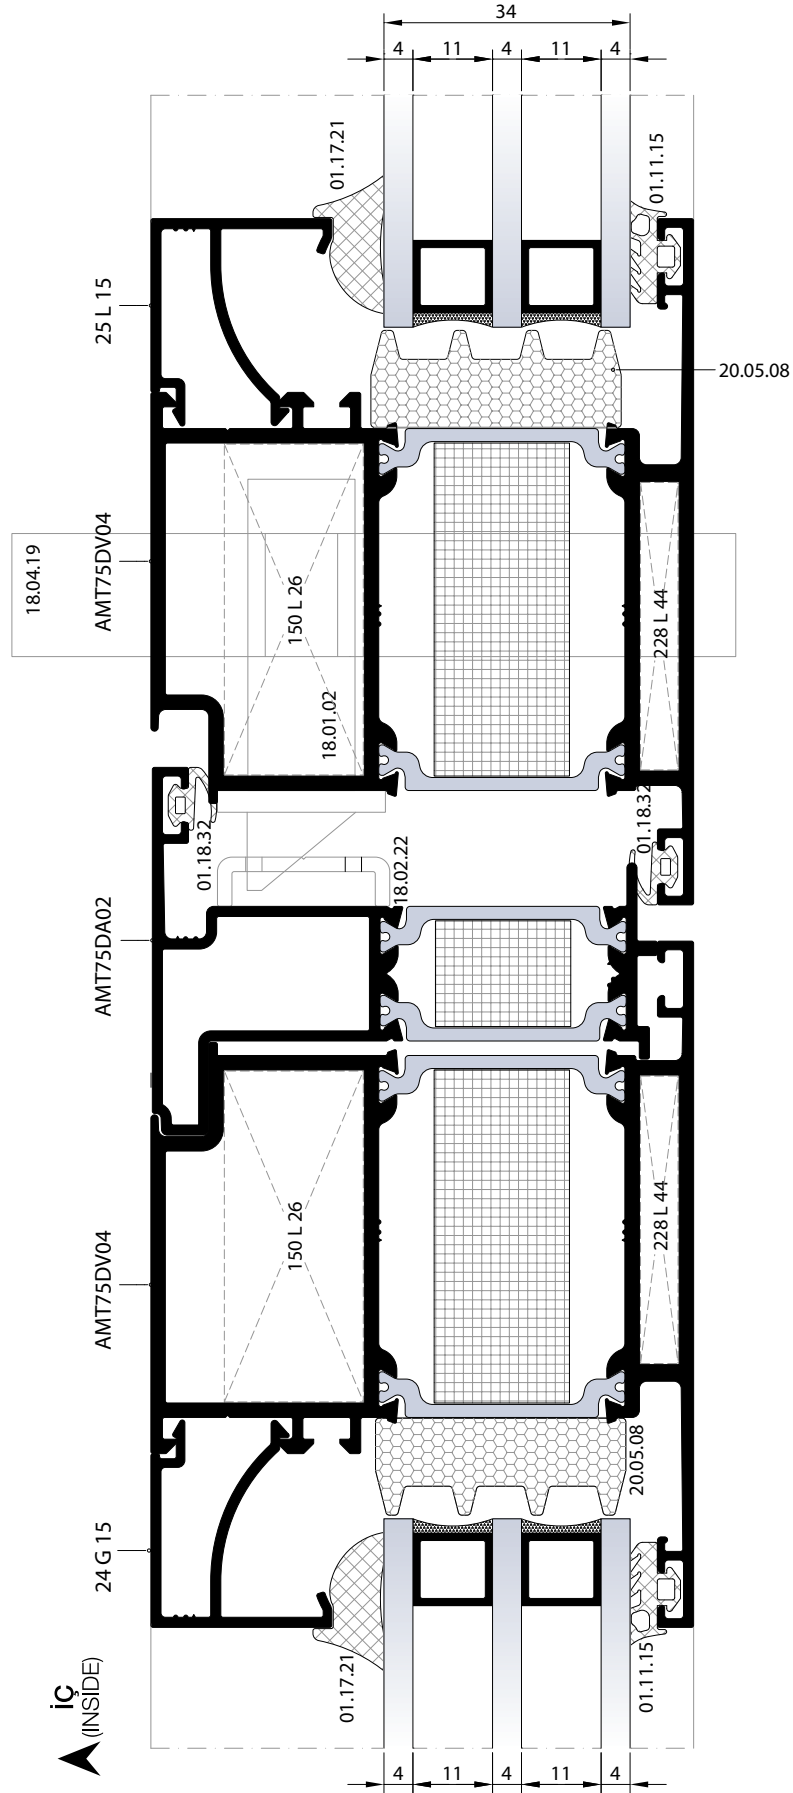 34
4 11 4 11 4
01.17.21
01.11.15
25 L 15
20.05.08
18.04.19
AMT75DV04
150 L 26
228 L 44
18.01.02
01.18.32
01.18.32
18.02.22
AMT75DA02
AMT75DV04
150 L 26
228 L 44
20.05.08
24 G 15
01.17.21
01.11.15
İÇ
(INSIDE)
4 11 4 11 4